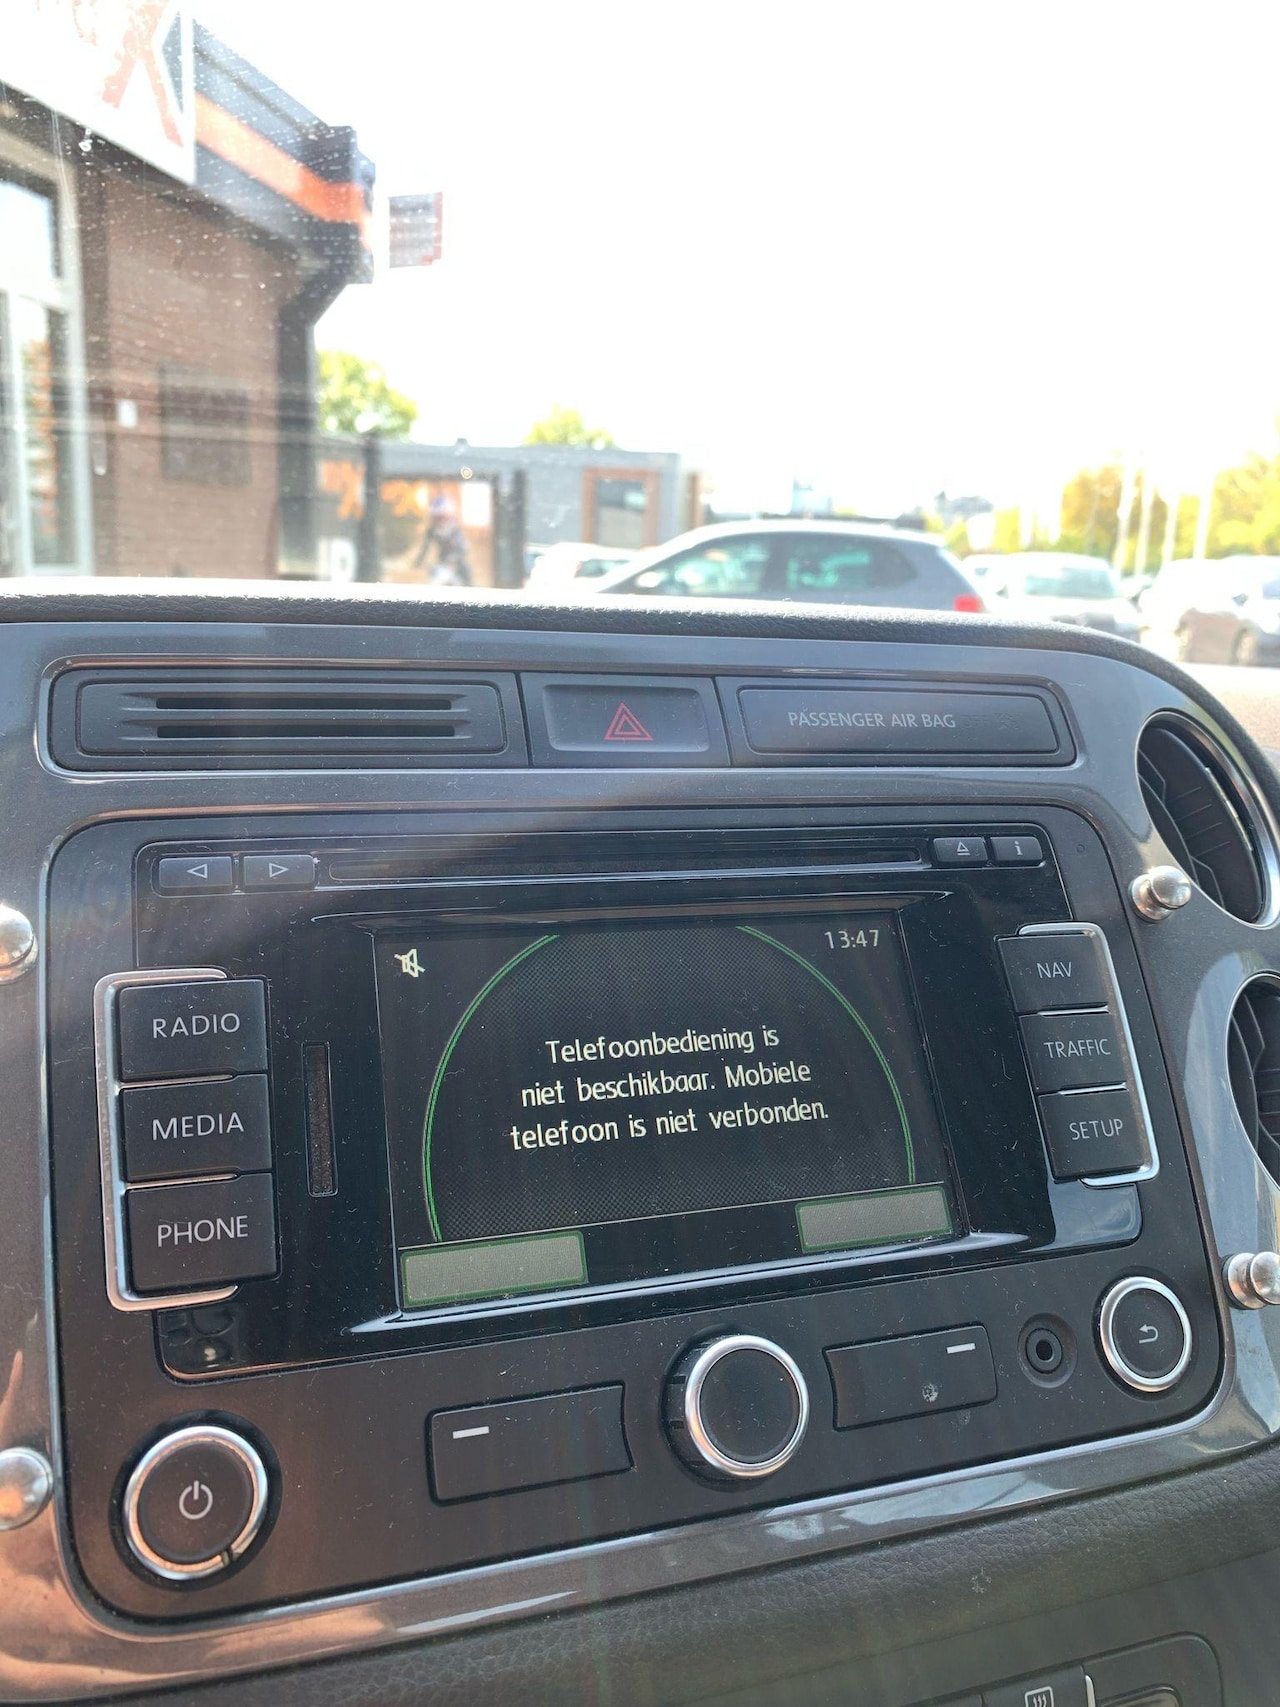 PASSENGER AIR BAG
i
13:47
RADIO
MEDIA
PHONE
Telefoonbediening is
niet beschikbaar. Mobiele
telefoon is niet verbonden.
NAV
TRAFFIC
SETUP